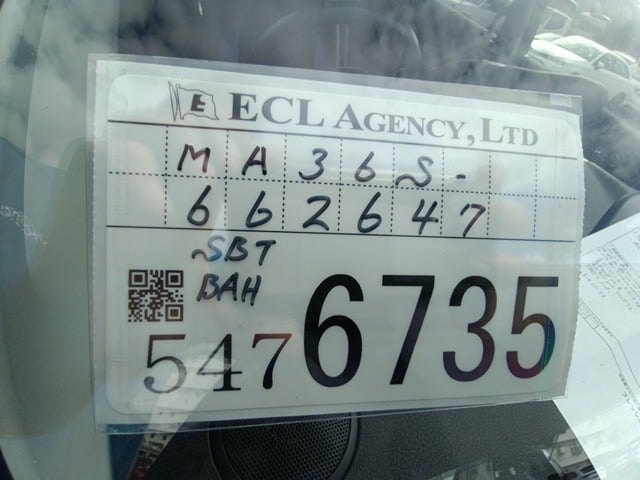 E ECL AGENCY, LTD
MA36S-
662647
SBT
BAH
5476735